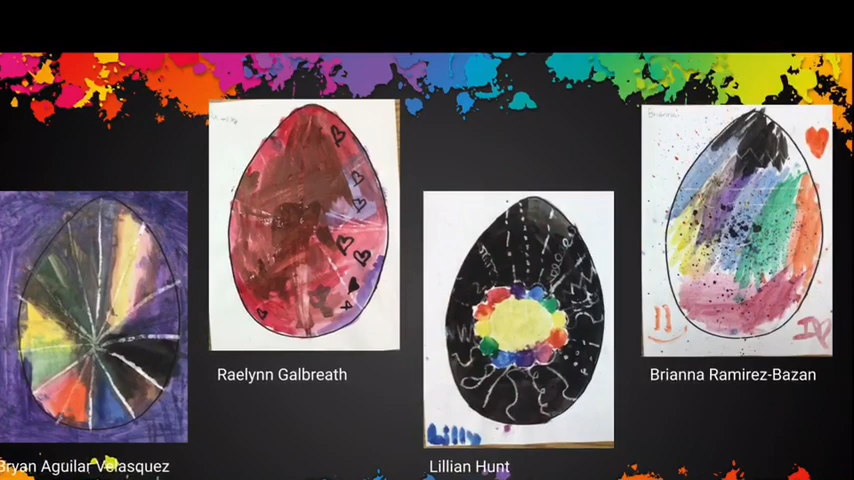 Raelynn Galbreath
Brianna Ramirez-Bazan
Lilly
Bryan Aguilar Velasquez
Lillian Hunt